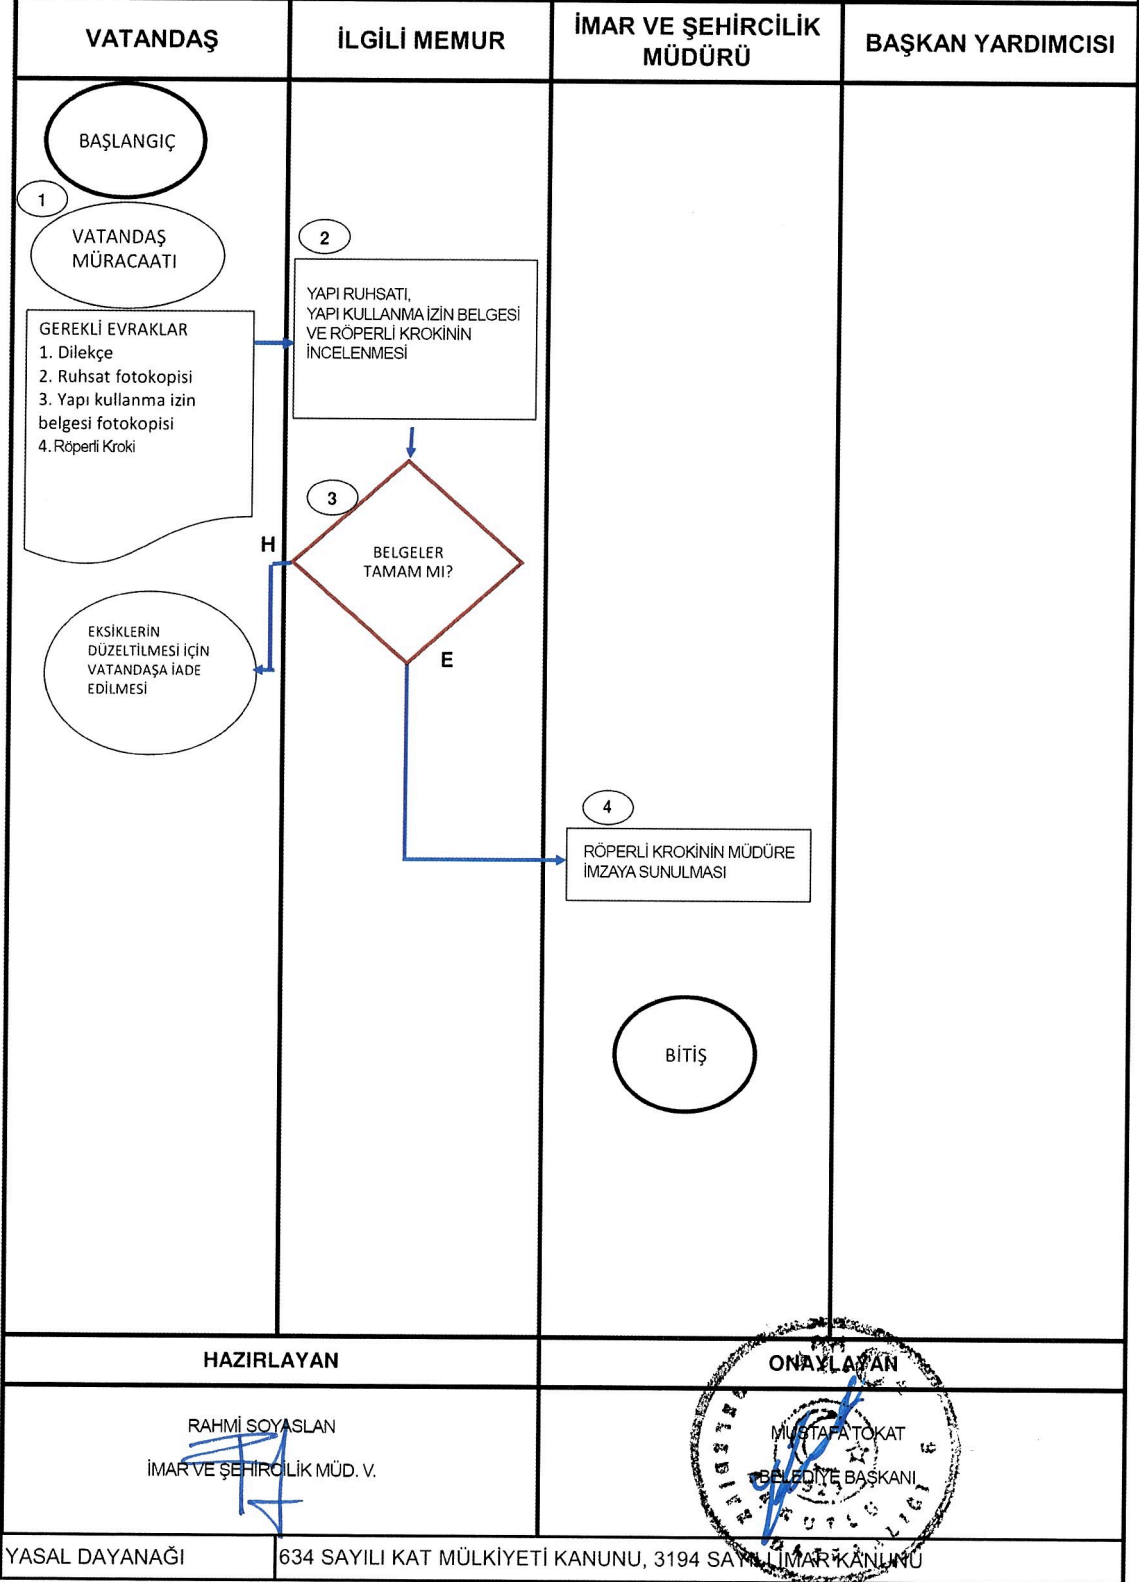 VATANDAŞ
İLGİLİ MEMUR
İMAR VE ŞEHİRCİLİK
MÜDÜRÜ
BAŞKAN YARDIMCISI
BAŞLANGIÇ
1
VATANDAŞ
MÜRACAATI
GEREKLİ EVRAKLAR
1. Dilekçe
2. Ruhsat fotokopisi
3. Yapı kullanma izin
belgesi fotokopisi
4. Röperli Kroki
2
YAPI RUHSATI,
YAPI KULLANMA İZİN BELGESİ
VE RÖPERLİ KROKİNİN
İNCELENMESİ
3
BELGELER
TAMAM MI?
H
E
EKSİKLERİN
DÜZELTİLMESİ İÇİN
VATANDAŞA İADE
EDİLMESİ
4
RÖPERLİ KROKİNİN MÜDÜRE
İMZAYA SUNULMASI
BİTİŞ
HAZIRLAYAN
ONAYLAYAN
RAHMİ SOYASLAN
İMAR VE ŞEHİRCİLİK MÜD. V.
MUSTAFA TOKAT
BELEDİYE BAŞKANI
YASAL DAYANAĞI
634 SAYILI KAT MÜLKİYETİ KANUNU, 3194 SAYILI İMAR KANUNU